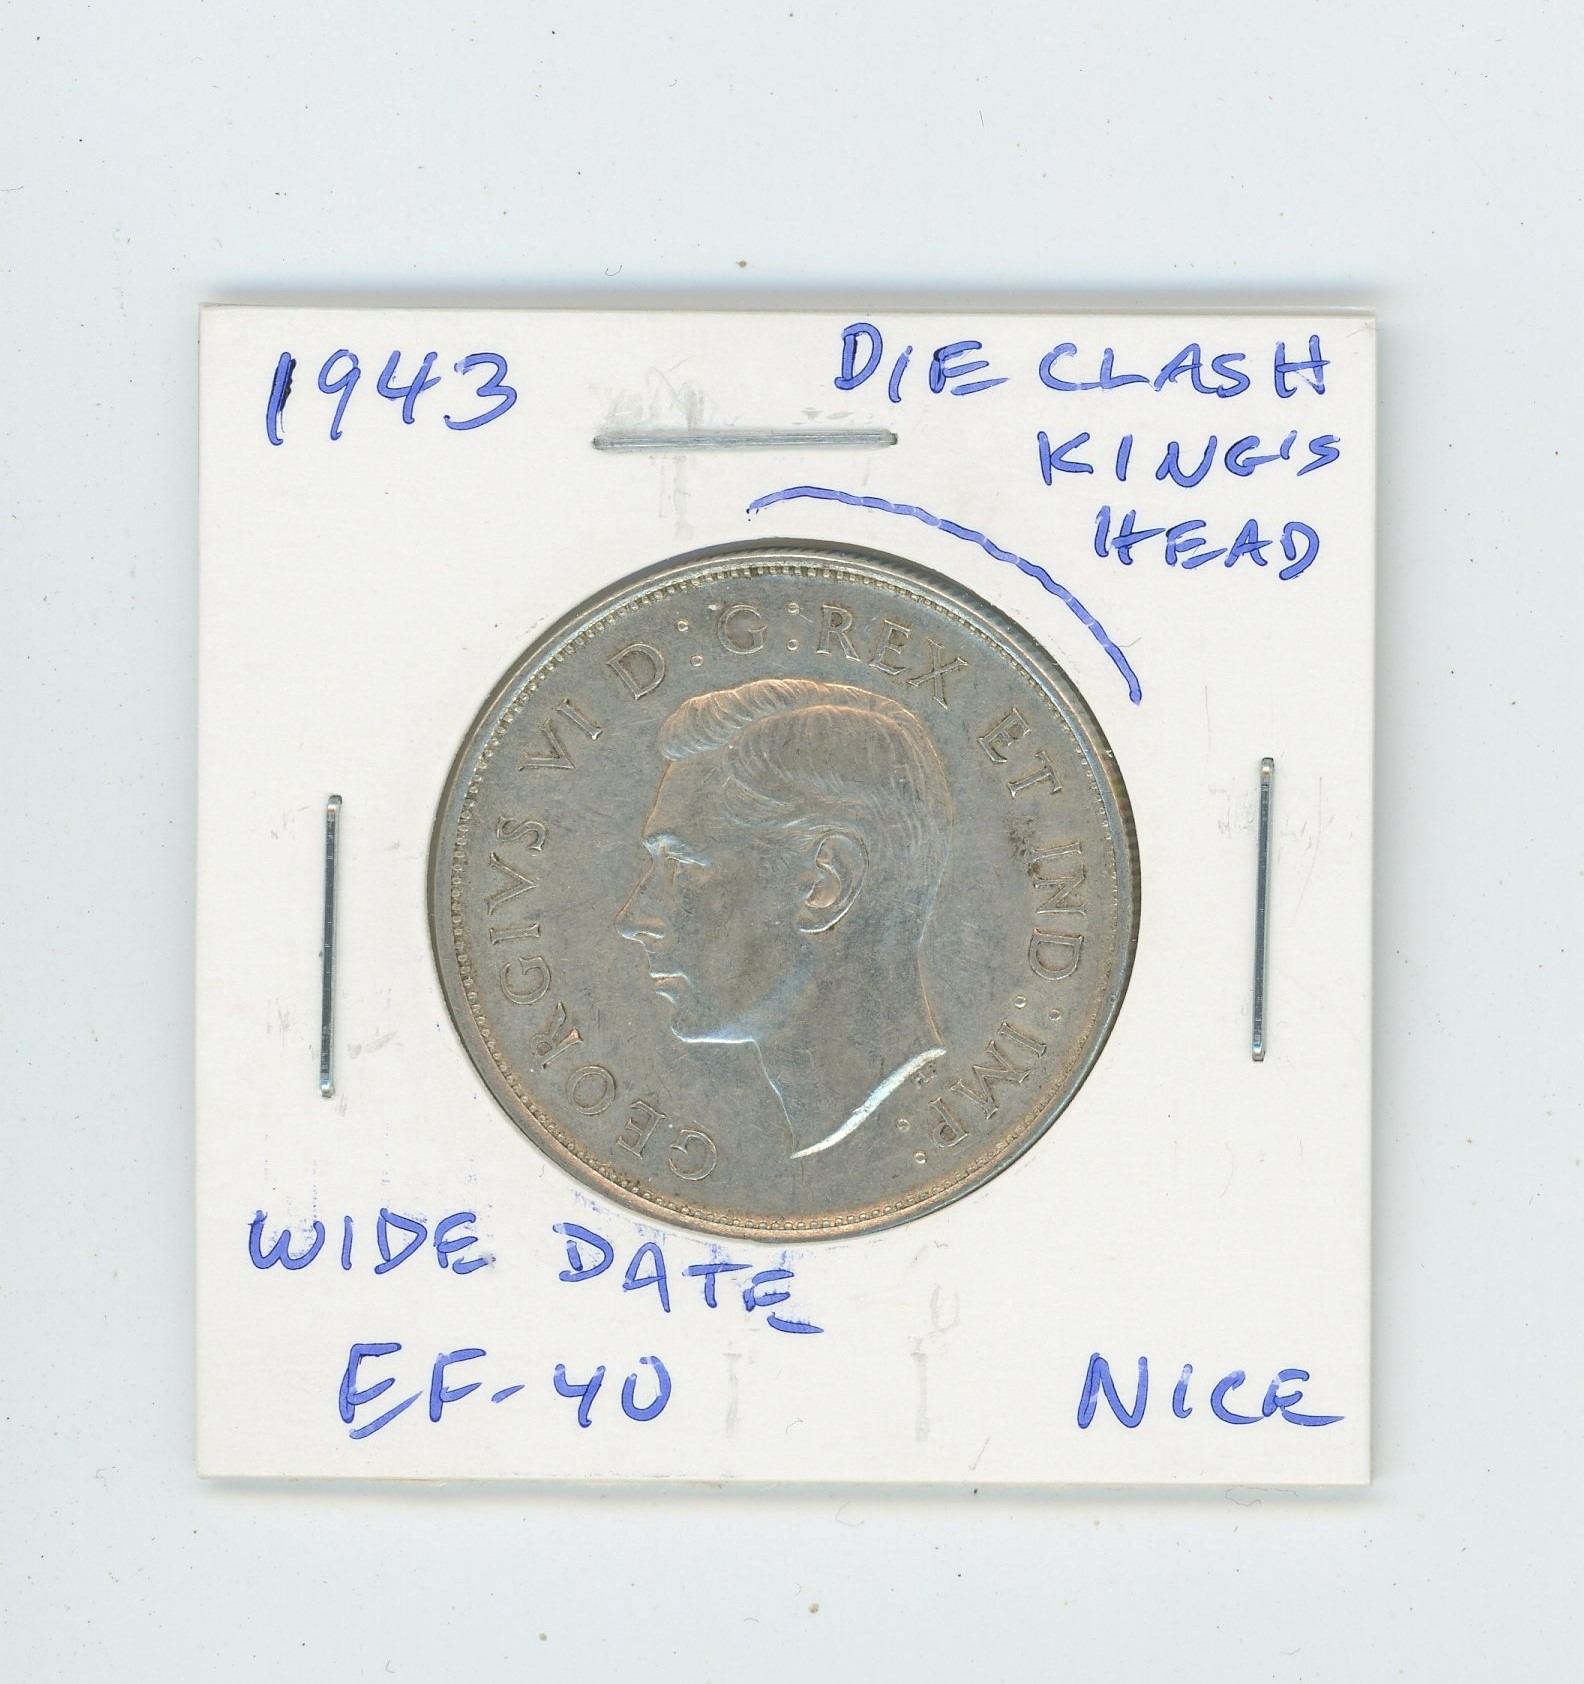 1943
DIE CLASH
KING'S
HEAD
GEORGIVS VI D:G:REX ET IND:IMP:
WIDE DATE
EF-40
NICE